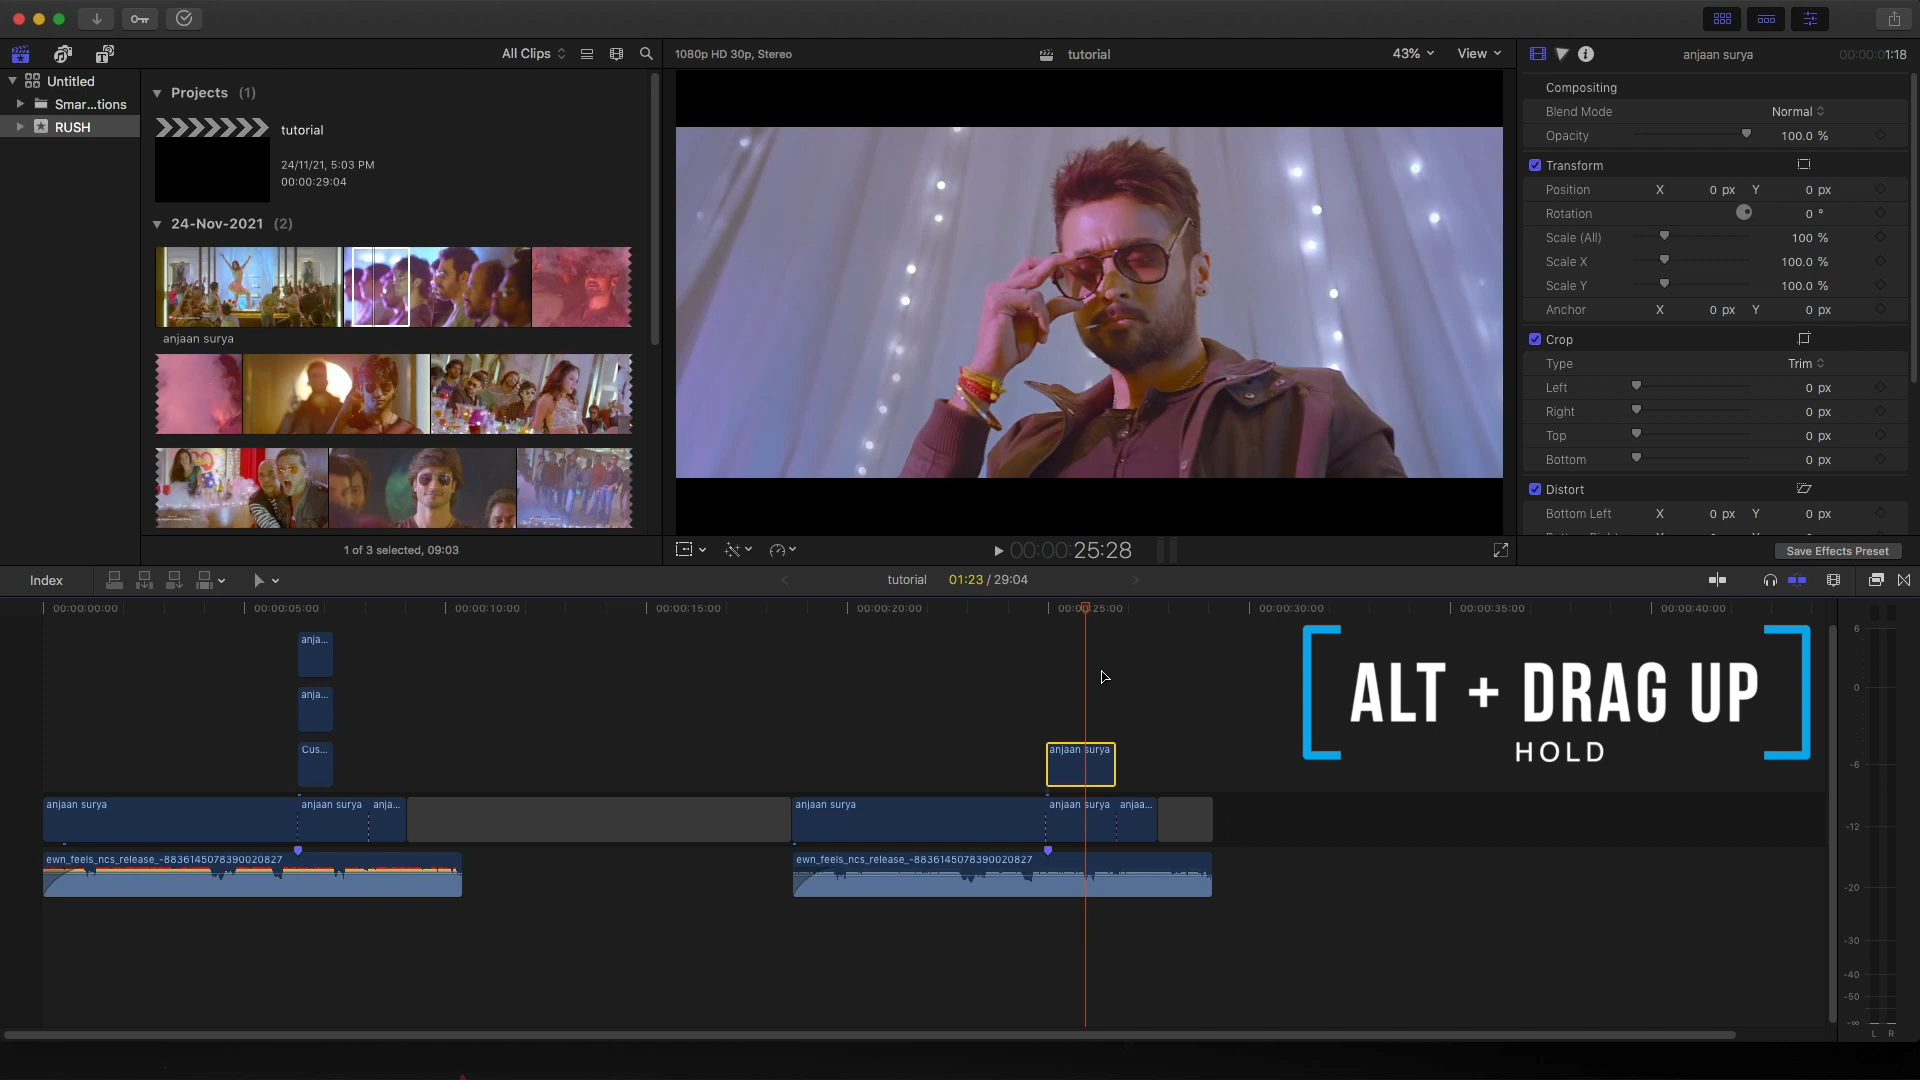 All Clips
1080p HD 30p, Stereo
tutorial
43%
View
anjaan surya
00:00:01:18
Untitled
Smar...tions
RUSH
Projects (1)
tutorial
24/11/21, 5:03 PM
00:00:29:04
24-Nov-2021 (2)
anjaan surya
1 of 3 selected, 09:03
Compositing
Blend Mode Normal
Opacity 100.0 %
Transform
Position X 0 px Y 0 px
Rotation 0 °
Scale (All) 100 %
Scale X 100.0 %
Scale Y 100.0 %
Anchor X 0 px Y 0 px
Crop
Type Trim
Left 0 px
Right 0 px
Top 0 px
Bottom 0 px
Distort
Bottom Left X 0 px Y 0 px
00:00:25:28
Save Effects Preset
Index
tutorial 01:23 / 29:04
00:00:00:00 00:00:05:00 00:00:10:00 00:00:15:00 00:00:20:00 00:00:25:00 00:00:30:00 00:00:35:00 00:00:40:00
anja...
anja...
Cus...
anjaan surya
anjaan surya anjaan surya anja... anjaan surya anjaan surya anjaa...
ewn_feels_ncs_release_-8836145078390020827 ewn_feels_ncs_release_-8836145078390020827
ALT + DRAG UP
HOLD
6
0
-6
-12
-20
-30
-40
-50
-∞
L R